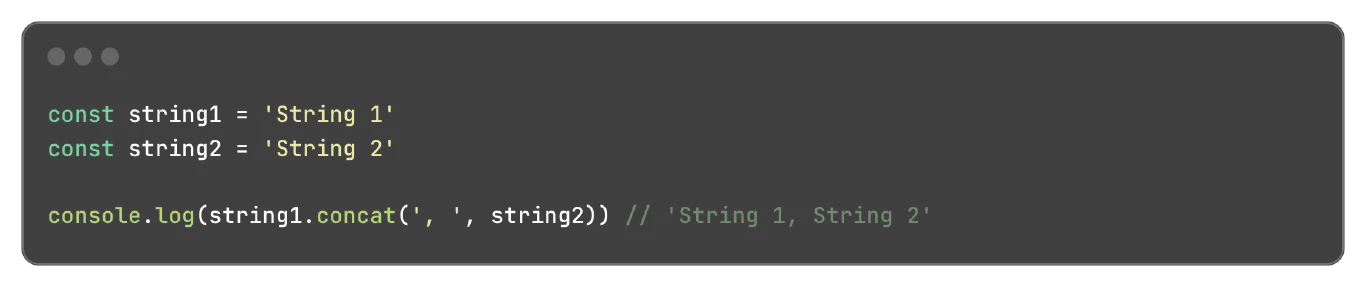 const string1 = 'String 1'
const string2 = 'String 2'
console.log(string1.concat(', ', string2)) // 'String 1, String 2'